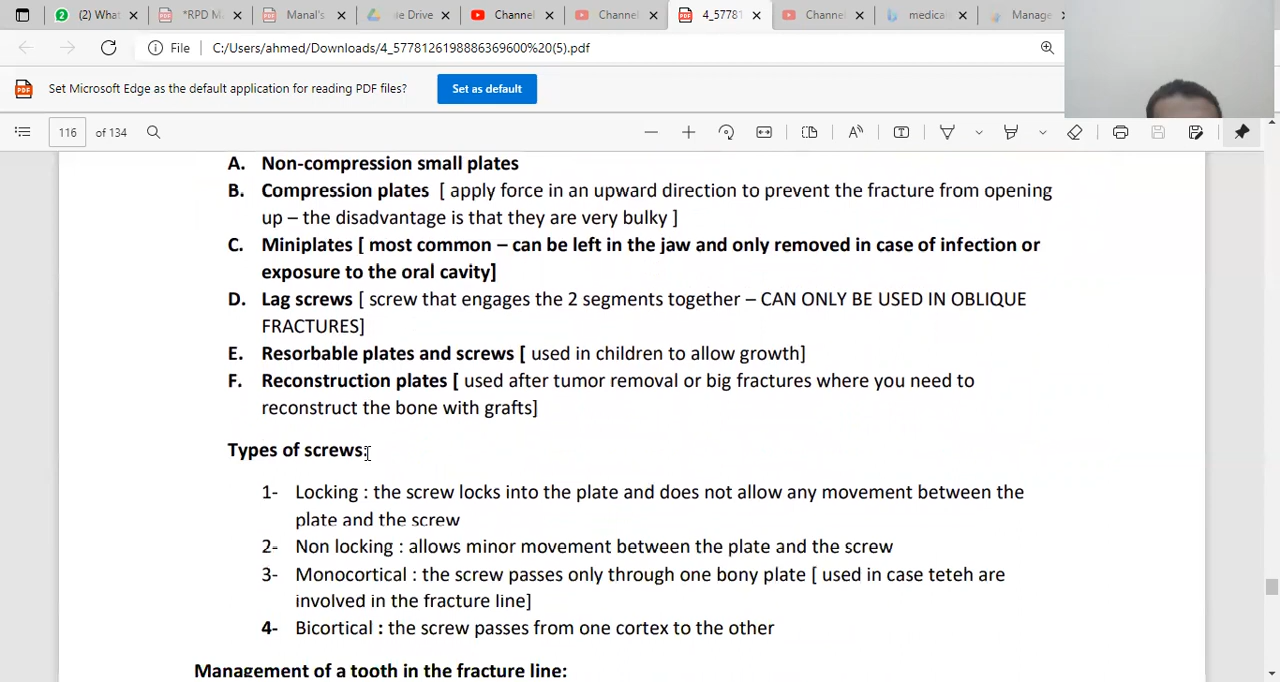 (2) What
*RPD M
Manal's
ue Drive
Channel
Channel
4_57781
Channel
medica
Manage
File
C:/Users/ahmed/Downloads/4_5778126198886369600%20(5).pdf
Set Microsoft Edge as the default application for reading PDF files?
Set as default
116 of 134
A. Non-compression small plates
B. Compression plates [ apply force in an upward direction to prevent the fracture from opening
up – the disadvantage is that they are very bulky ]
C. Miniplates [ most common – can be left in the jaw and only removed in case of infection or
exposure to the oral cavity]
D. Lag screws [ screw that engages the 2 segments together – CAN ONLY BE USED IN OBLIQUE
FRACTURES]
E. Resorbable plates and screws [ used in children to allow growth]
F. Reconstruction plates [ used after tumor removal or big fractures where you need to
reconstruct the bone with grafts]
Types of screws:
1- Locking : the screw locks into the plate and does not allow any movement between the
plate and the screw
2- Non locking : allows minor movement between the plate and the screw
3- Monocortical : the screw passes only through one bony plate [ used in case teteh are
involved in the fracture line]
4- Bicortical : the screw passes from one cortex to the other
Management of a tooth in the fracture line: